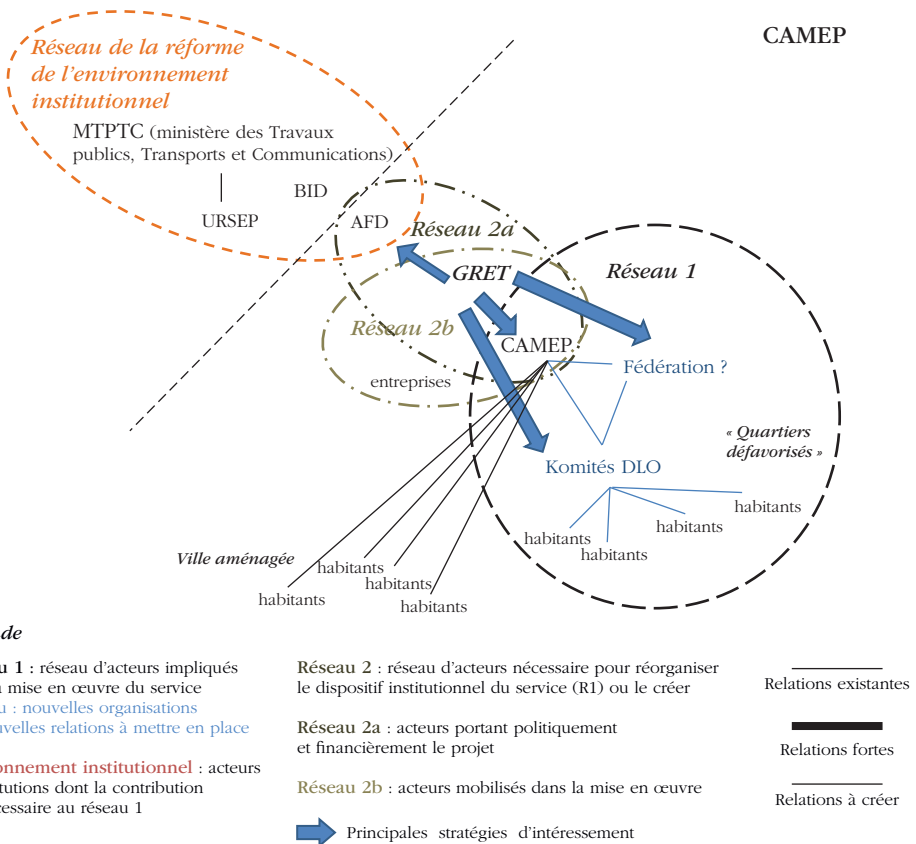 CAMEP
Réseau de la réforme
de l'environnement
institutionnel
MTPTC (ministère des Travaux
publics, Transports et Communications)
BID
URSEP
AFD
Réseau 2a
GRET
Réseau 1
Réseau 2b
CAMEP
entreprises
Fédération ?
« Quartiers
défavorisés »
Komités DLO
habitants
habitants
habitants
habitants
Ville aménagée
habitants
habitants
habitants
habitants
de
u 1 : réseau d'acteurs impliqués
mise en œuvre du service
u : nouvelles organisations
uvelles relations à mettre en place
onnement institutionnel : acteurs
titutions dont la contribution
cessaire au réseau 1
Réseau 2 : réseau d'acteurs nécessaire pour réorganiser
le dispositif institutionnel du service (R1) ou le créer
Réseau 2a : acteurs portant politiquement
et financièrement le projet
Réseau 2b : acteurs mobilisés dans la mise en œuvre
Principales stratégies d'intéressement
Relations existantes
Relations fortes
Relations à créer